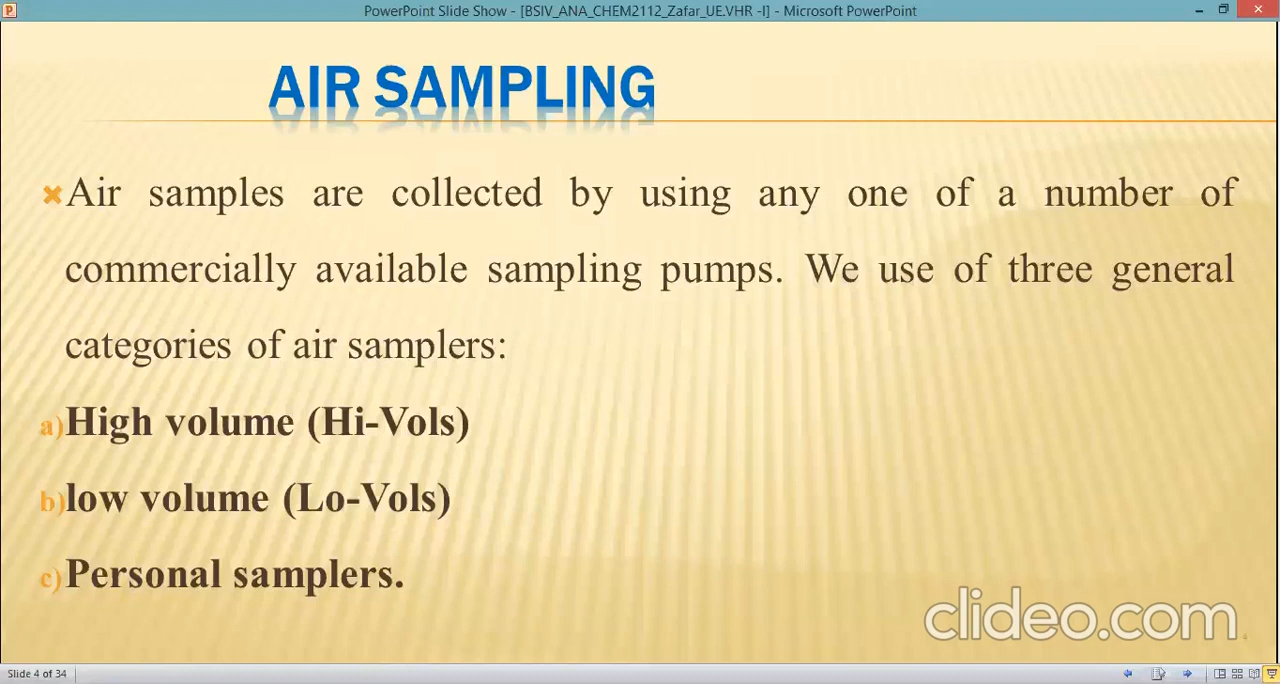 PowerPoint Slide Show - [BSIV_ANA_CHEM2112_Zafar_UE.VHR -I] - Microsoft PowerPoint
AIR SAMPLING
Air samples are collected by using any one of a number of
commercially available sampling pumps. We use of three general
categories of air samplers:
a)High volume (Hi-Vols)
b)low volume (Lo-Vols)
c)Personal samplers.
clideo.com
4
Slide 4 of 34